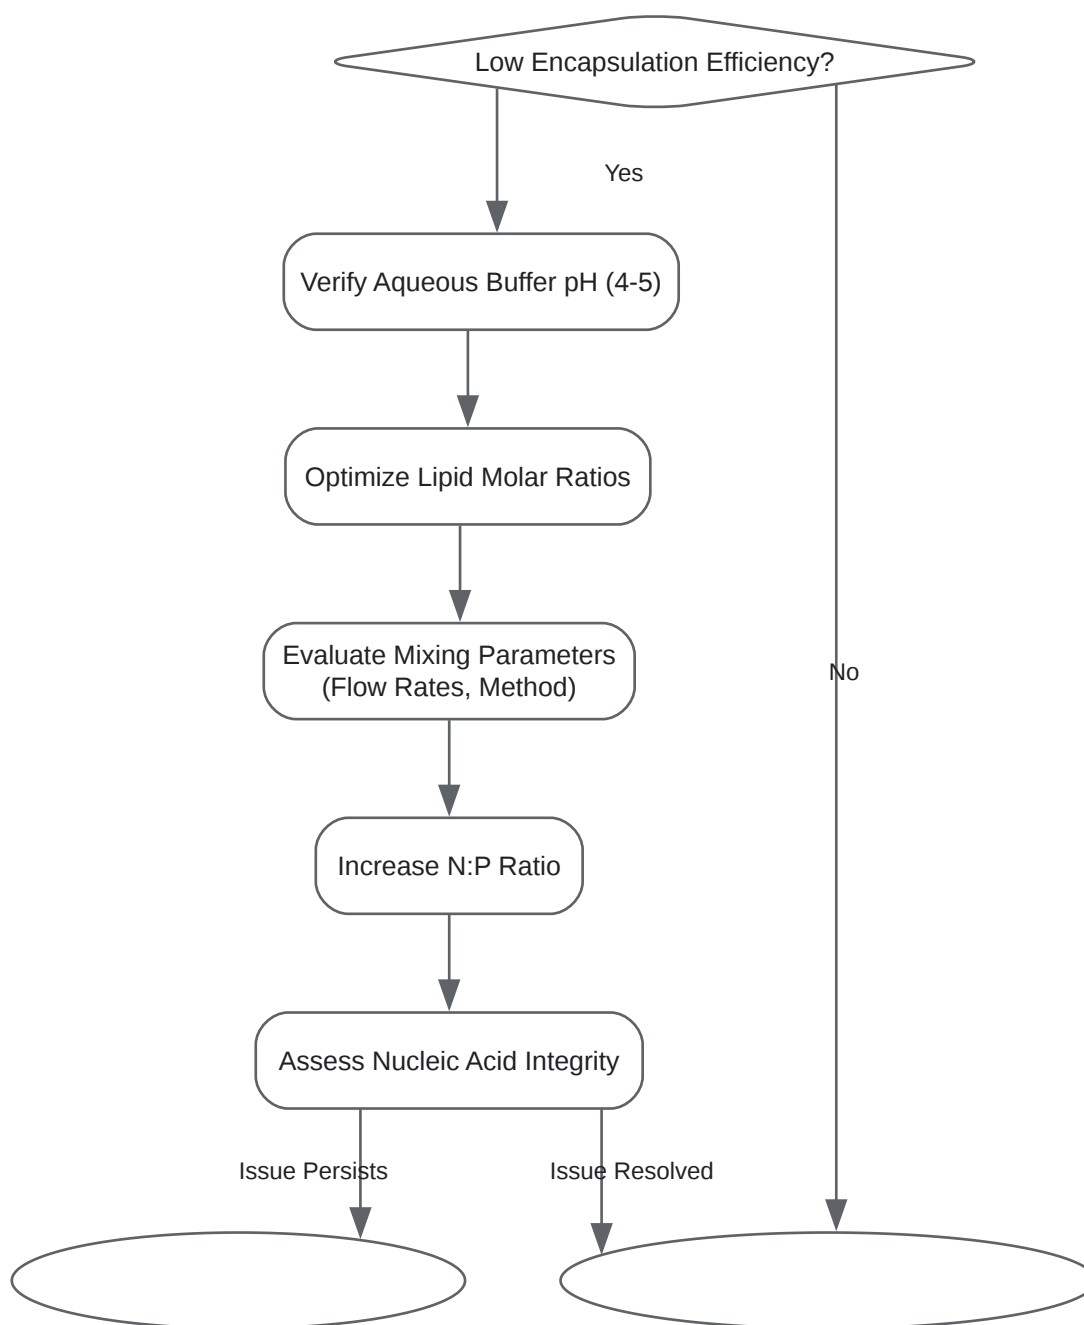 Low Encapsulation Efficiency?
Yes
Verify Aqueous Buffer pH (4-5)
Optimize Lipid Molar Ratios
Evaluate Mixing Parameters
(Flow Rates, Method)
No
Increase N:P Ratio
Assess Nucleic Acid Integrity
Issue Persists
Issue Resolved